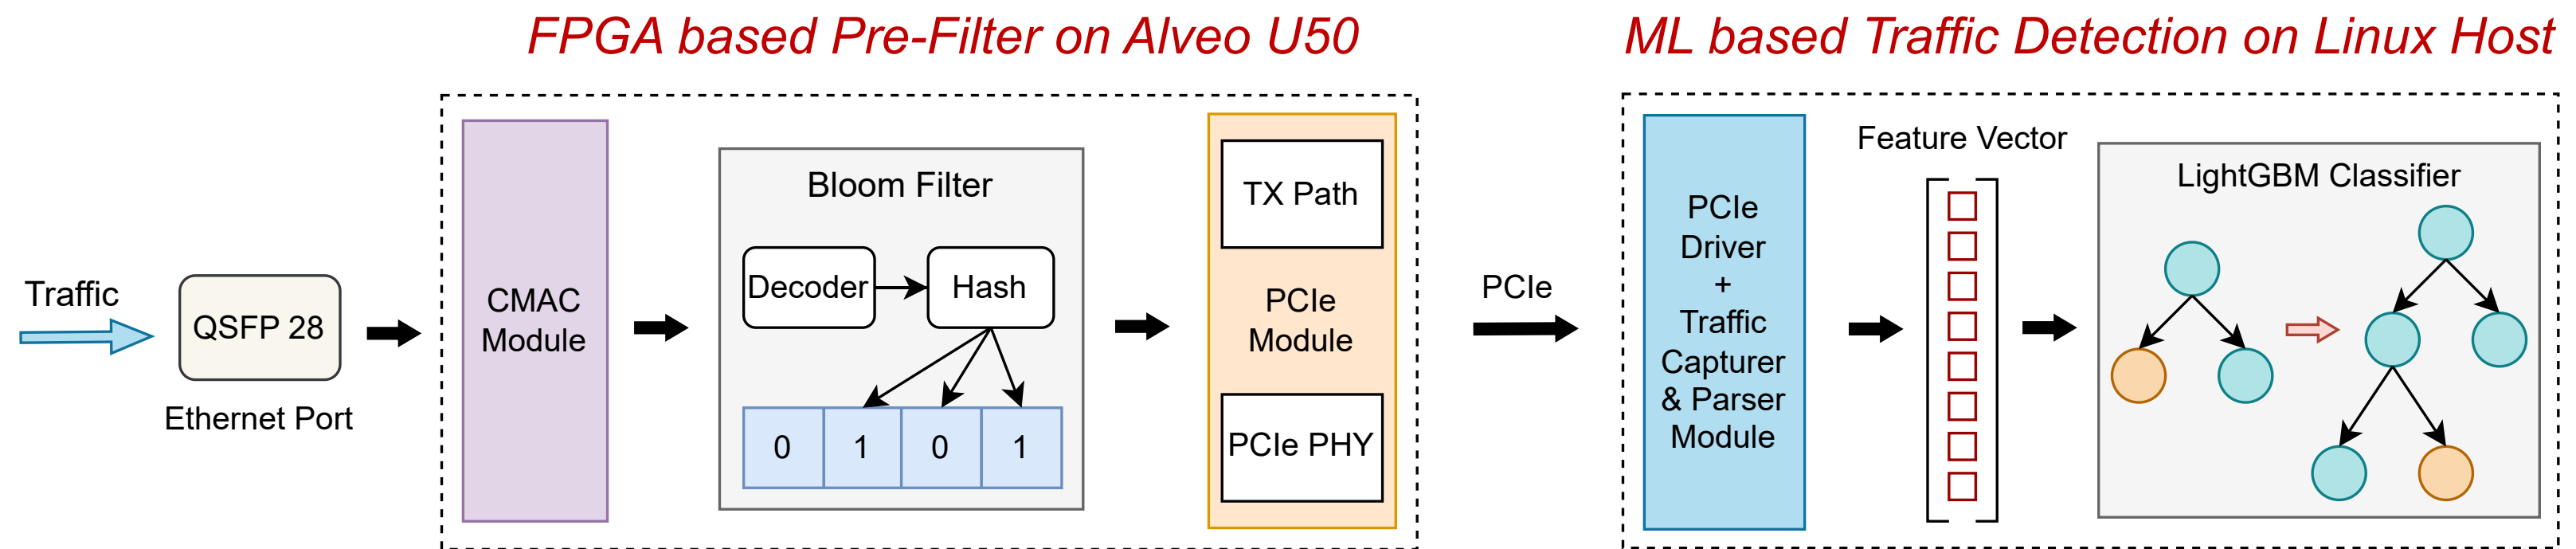 FPGA based Pre-Filter on Alveo U50
ML based Traffic Detection on Linux Host
Traffic
QSFP 28
Ethernet Port
CMAC
Module
Bloom Filter
Decoder
Hash
0 1 0 1
TX Path
PCIe
Module
PCIe PHY
PCIe
PCIe
Driver
+
Traffic
Capturer
& Parser
Module
Feature Vector
LightGBM Classifier